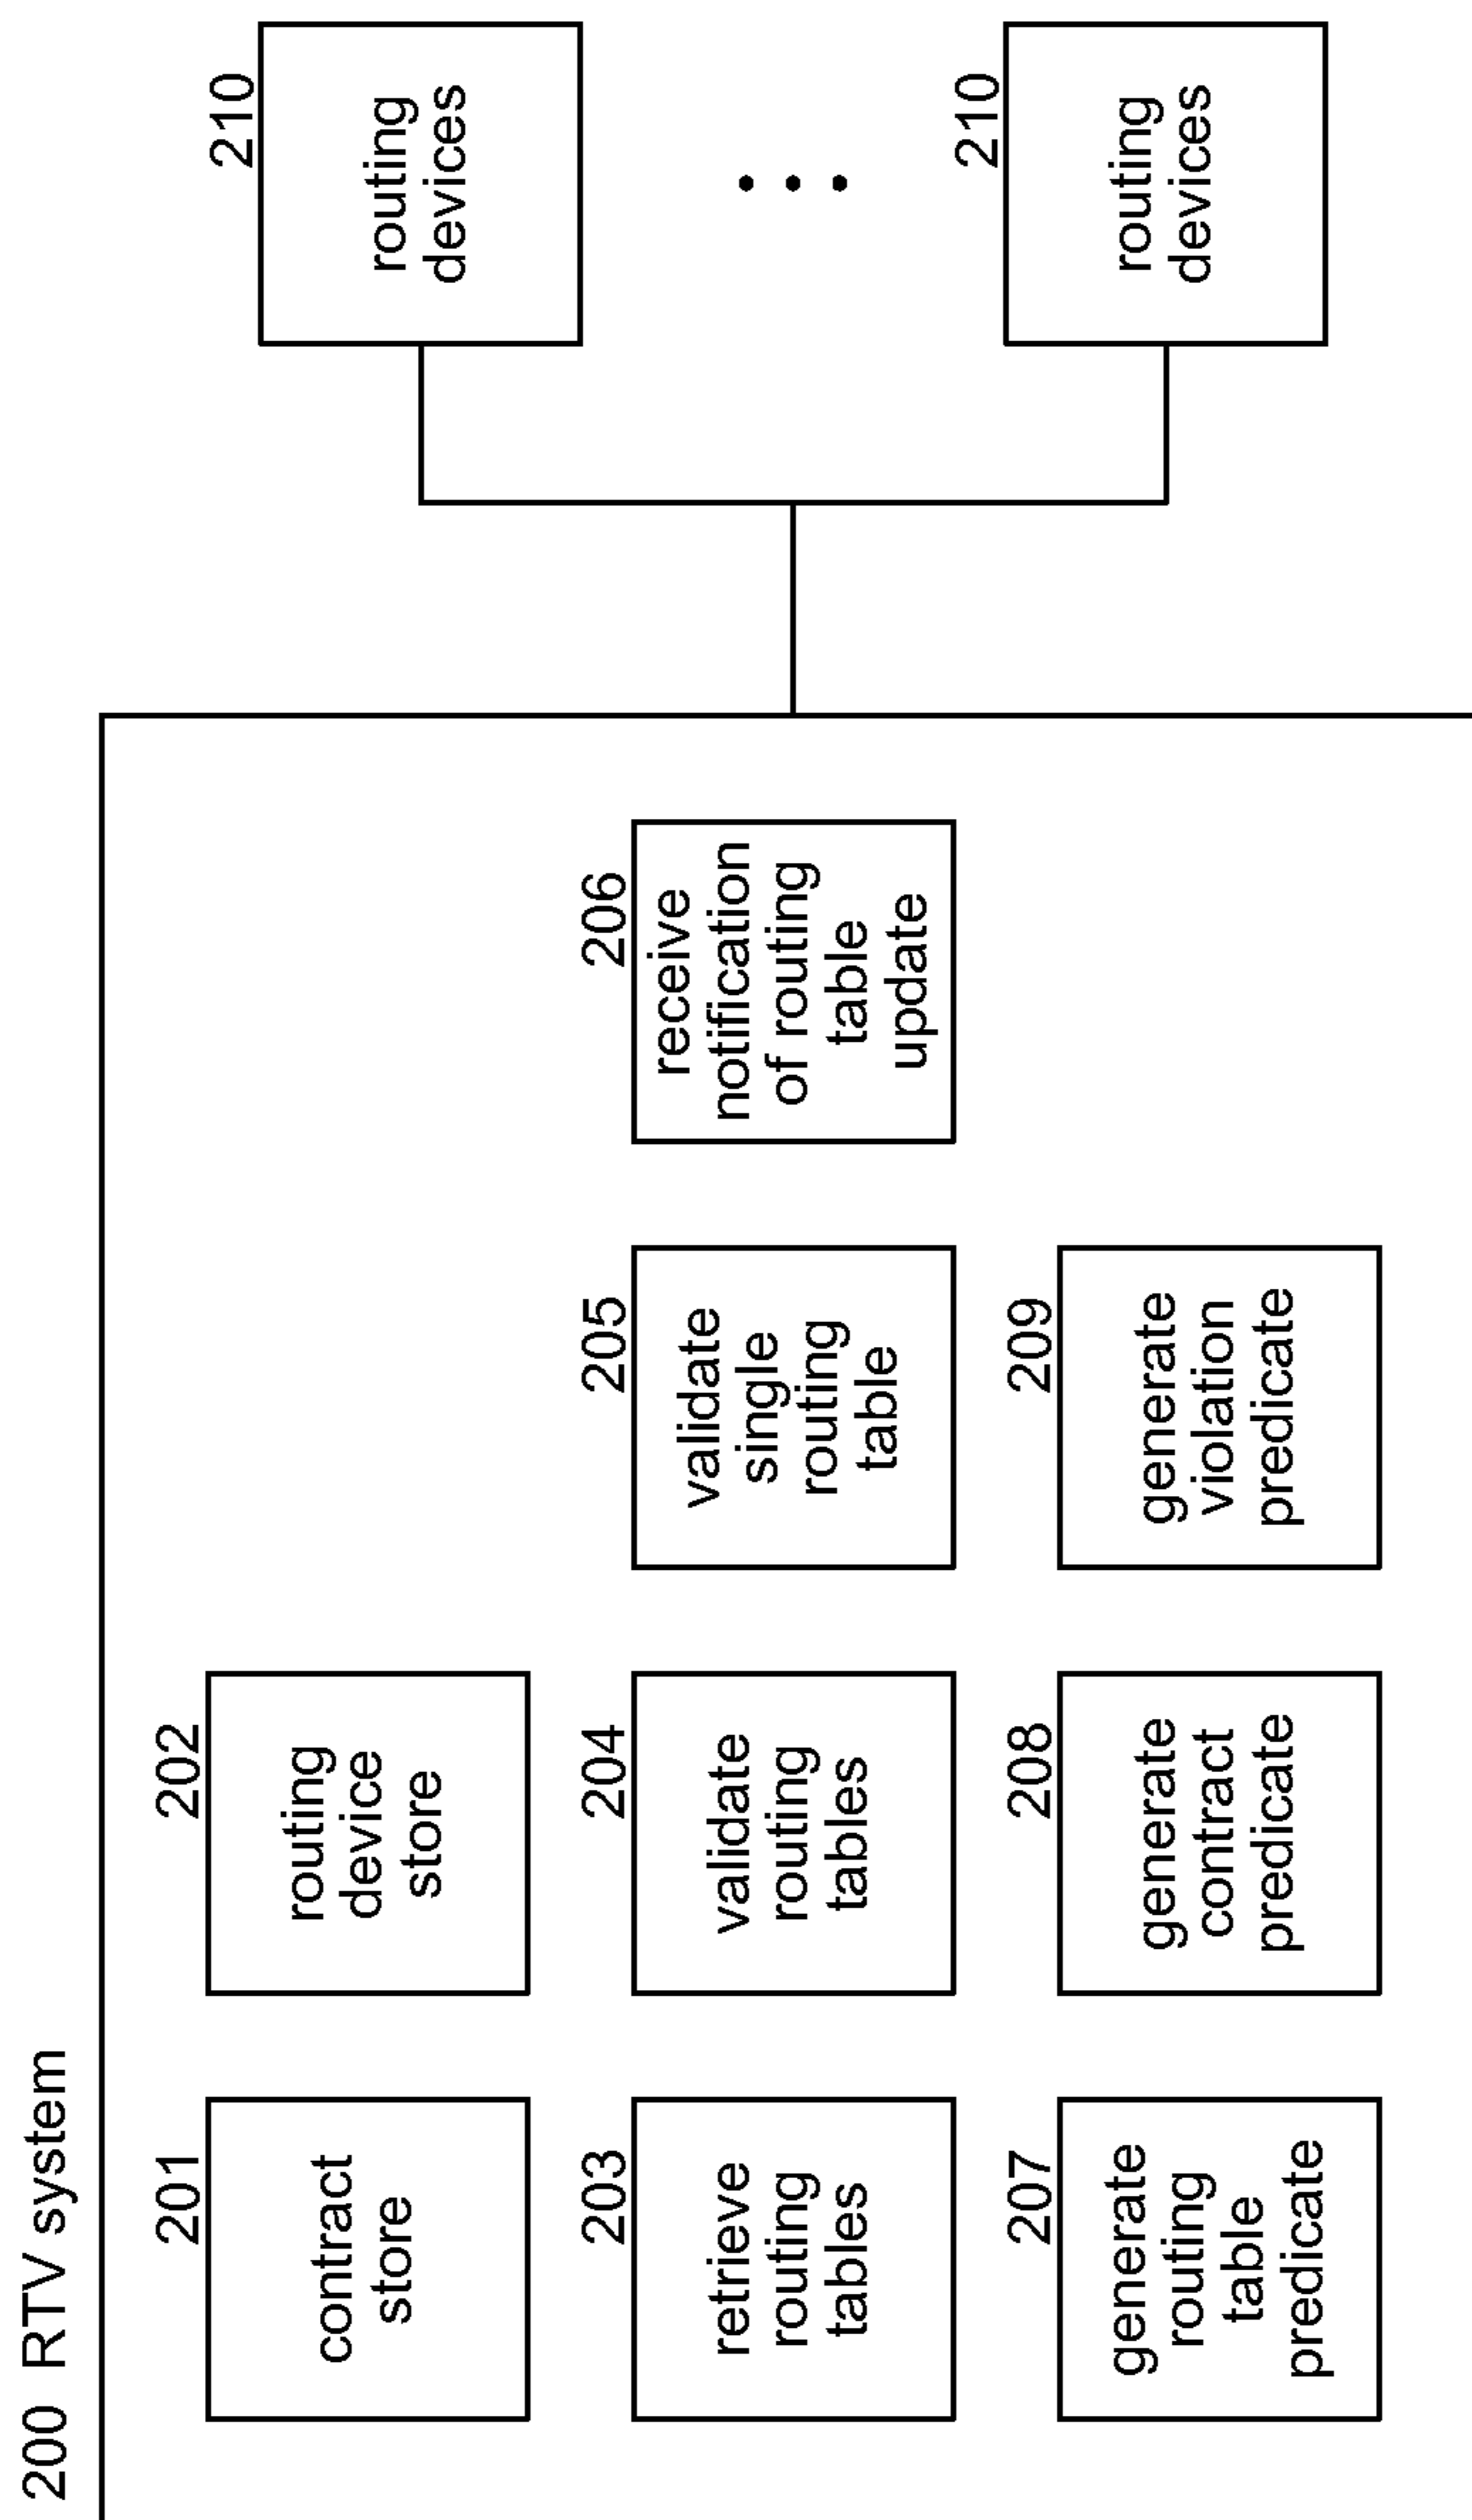 200 RTV system
201
contract
store
202
routing
device
store
203
retrieve
routing
tables
204
validate
routing
tables
205
validate
single
routing
table
206
receive
notification
of routing
table
update
207
generate
routing
table
predicate
208
generate
contract
predicate
209
generate
violation
predicate
210
routing
devices
210
routing
devices